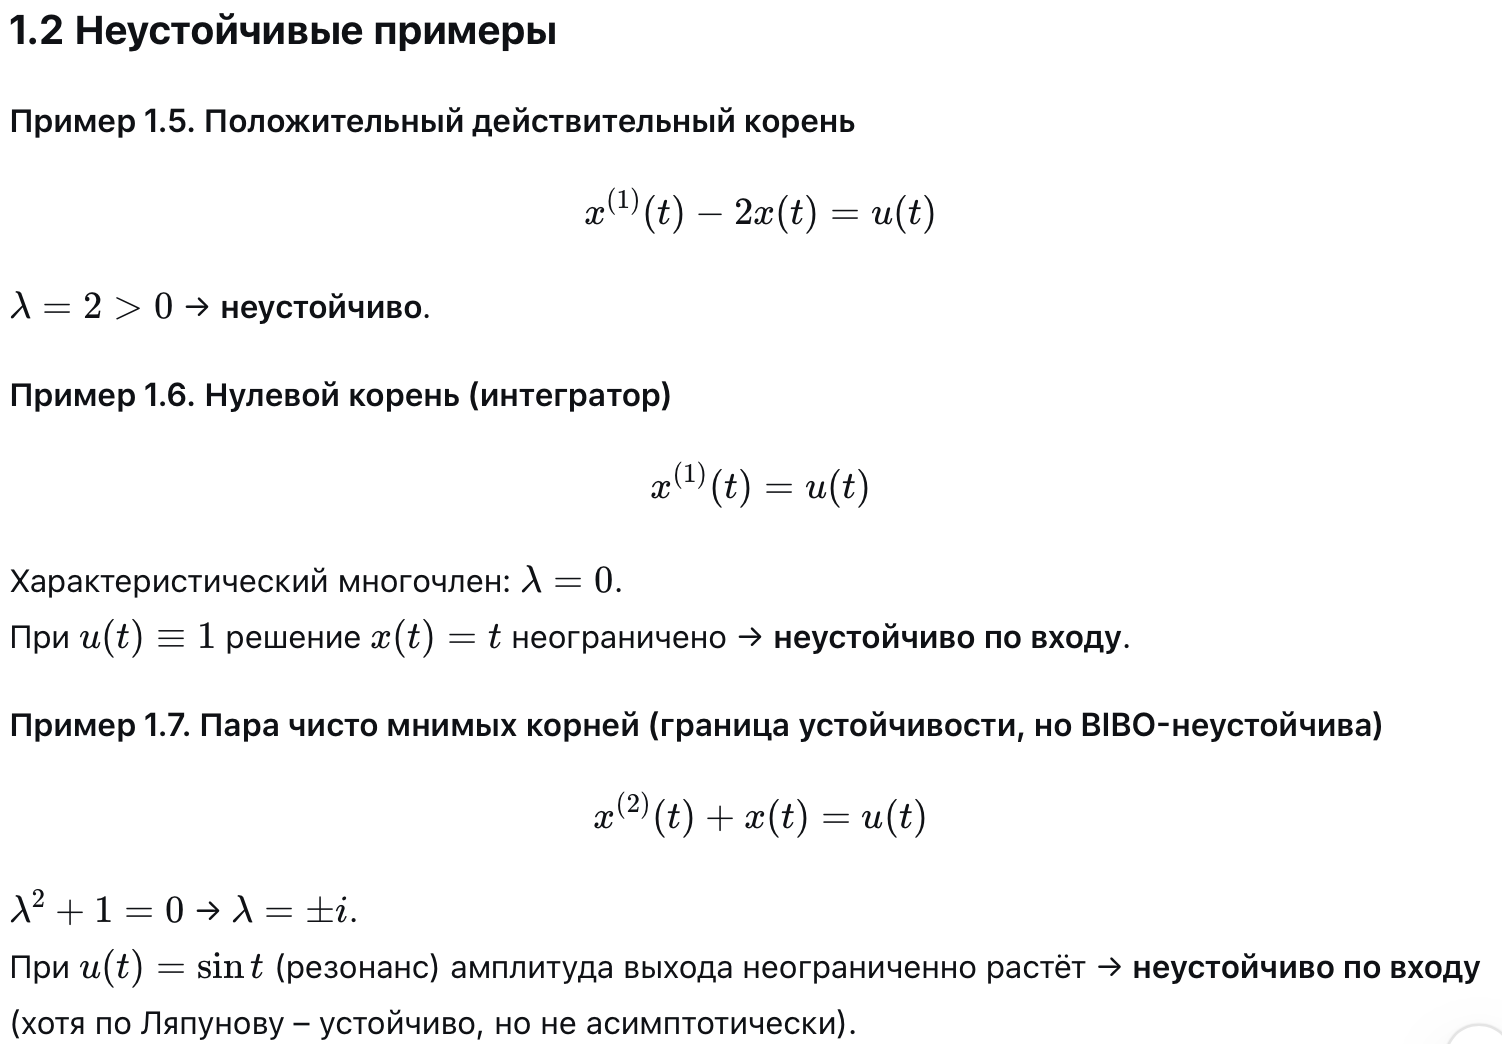 1.2 Неустойчивые примеры
Пример 1.5. Положительный действительный корень
x⁽¹⁾(t) − 2x(t) = u(t)
λ = 2 > 0 → неустойчиво.
Пример 1.6. Нулевой корень (интегратор)
x⁽¹⁾(t) = u(t)
Характеристический многочлен: λ = 0.
При u(t) ≡ 1 решение x(t) = t неограничено → неустойчиво по входу.
Пример 1.7. Пара чисто мнимых корней (граница устойчивости, но BIBO-неустойчива)
x⁽²⁾(t) + x(t) = u(t)
λ² + 1 = 0 → λ = ±i.
При u(t) = sin t (резонанс) амплитуда выхода неограниченно растёт → неустойчиво по входу
(хотя по Ляпунову – устойчиво, но не асимптотически).